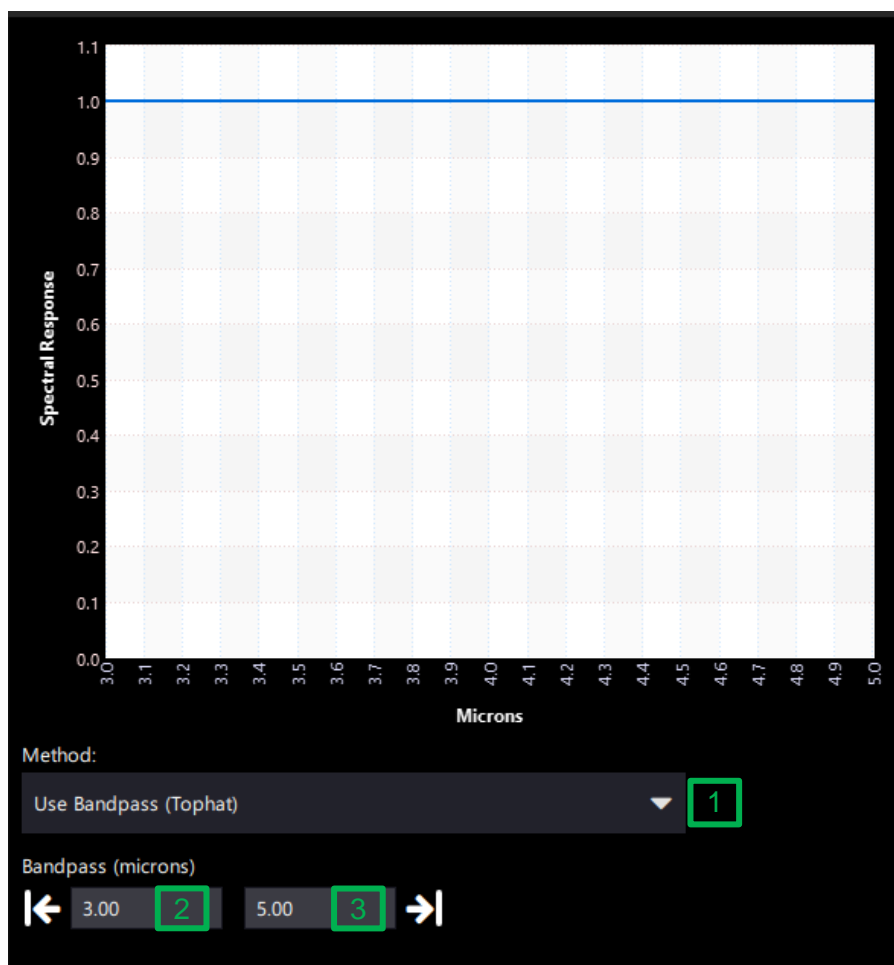 1.1
1.0
0.9
0.8
0.7
0.6
0.5
0.4
0.3
0.2
0.1
0.0
Spectral Response
3.0 3.1 3.2 3.3 3.4 3.5 3.6 3.7 3.8 3.9 4.0 4.1 4.2 4.3 4.4 4.5 4.6 4.7 4.8 4.9 5.0
Microns
Method:
Use Bandpass (Tophat) 1
Bandpass (microns)
3.00 2 5.00 3